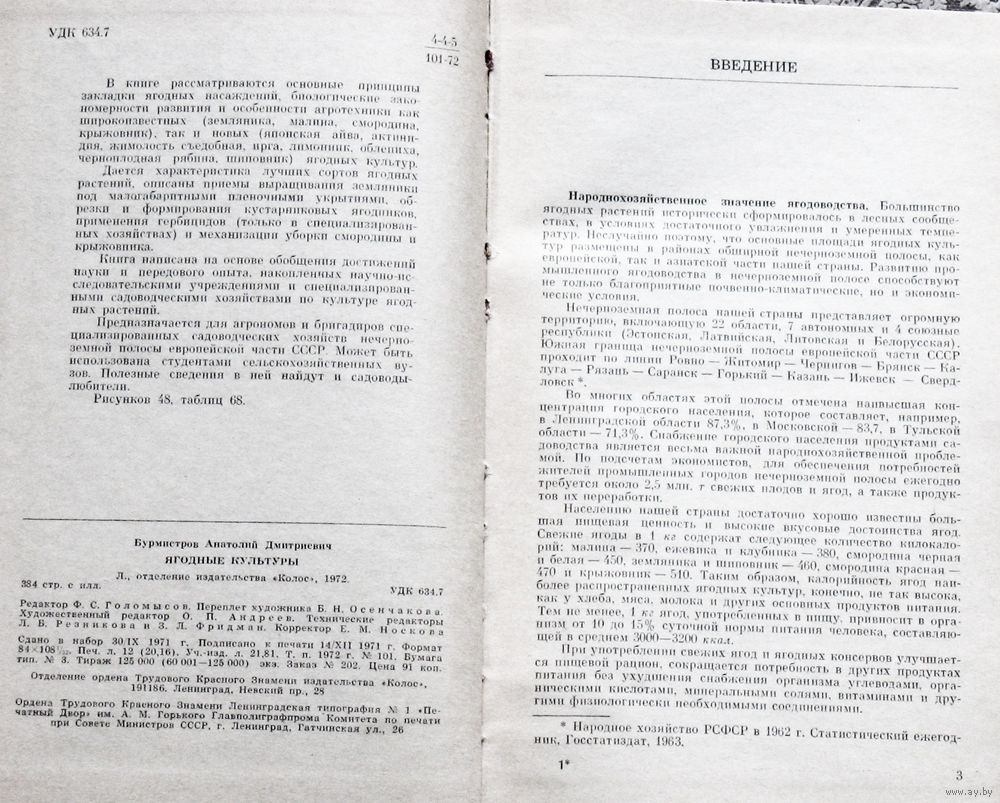 УДК 634.7
4-4-5
101-72
В книге рассматриваются основные принципы
закладки ягодных насаждений, биологические зако-
номерности развития и особенности агротехники как
широкоизвестных (земляника, малина, смородина,
крыжовник), так и новых (японская айва, актини-
дия, жимолость съедобная, ирга, лимонник, облепиха,
черноплодная рябина, шиповник) ягодных культур.
Дается характеристика лучших сортов ягодных
растений, описаны приемы выращивания земляники
под малогабаритными пленочными укрытиями, об-
резки и формирования кустарниковых ягодников,
применения гербицидов (только в специализирован-
ных хозяйствах) и механизации уборки смородины и
крыжовника.
Книга написана на основе обобщения достижений
науки и передового опыта, накопленных научно-ис-
следовательскими учреждениями и специализирован-
ными садоводческими хозяйствами по культуре ягод-
ных растений.
Предназначается для агрономов и бригадиров спе-
циализированных садоводческих хозяйств нечерно-
земной полосы европейской части СССР. Может быть
использована студентами сельскохозяйственных ву-
зов. Полезные сведения в ней найдут и садоводы-
любители.
Рисунков 48, таблиц 68.
Бурмистров Анатолий Дмитриевич
ЯГОДНЫЕ КУЛЬТУРЫ
Л., отделение издательства «Колос», 1972.
384 стр. с илл.
УДК 634.7
Редактор Ф. С. Голомысов. Переплет художника Б. Н. Осенчакова.
Художественный редактор О. П. Андреев. Технические редакторы
Л. В. Резникова и З. Л. Фридман. Корректор Е. М. Носкова
Сдано в набор 30/IX 1971 г. Подписано к печати 14/XII 1971 г. Формат
84×108 1/32. Печ. л. 12 (20,16). Уч.-изд. л. 21,81. Т. п. 1972 г. № 101. Бумага
тип. № 3. Тираж 125 000 (60 001—125 000) экз. Заказ № 202. Цена 91 коп.
Отделение ордена Трудового Красного Знамени издательства «Колос»,
191186. Ленинград, Невский пр., 28
Ордена Трудового Красного Знамени Ленинградская типография № 1 «Пе-
чатный Двор» им. А. М. Горького Главполиграфпрома Комитета по печати
при Совете Министров СССР, г. Ленинград, Гатчинская ул., 26
ВВЕДЕНИЕ
Народнохозяйственное значение ягодоводства. Большинство
ягодных растений исторически сформировалось в лесных сообще-
ствах, в условиях достаточного увлажнения и умеренных темпе-
ратур. Неслучайно поэтому, что основные площади ягодных куль-
тур размещены в районах обширной нечерноземной полосы, как
европейской, так и азиатской части нашей страны. Развитию про-
мышленного ягодоводства в нечерноземной полосе способствуют
не только благоприятные почвенно-климатические, но и экономи-
ческие условия.
Нечерноземная полоса нашей страны представляет огромную
территорию, включающую 22 области, 7 автономных и 4 союзные
республики (Эстонская, Латвийская, Литовская и Белорусская).
Южная граница нечерноземной полосы европейской части СССР
проходит по линии Ровно — Житомир — Чернигов — Брянск — Ка-
луга — Рязань — Саранск — Горький — Казань — Ижевск — Сверд-
ловск *.
Во многих областях этой полосы отмечена наивысшая кон-
центрация городского населения, которое составляет, например,
в Ленинградской области 87,3%, в Московской — 83,7, в Тульской
области — 71,3%. Снабжение городского населения продуктами са-
доводства является весьма важной народнохозяйственной пробле-
мой. По подсчетам экономистов, для обеспечения потребностей
жителей промышленных городов нечерноземной полосы ежегодно
требуется около 2,5 млн. т свежих плодов и ягод, а также продук-
тов их переработки.
Населению нашей страны достаточно хорошо известны боль-
шая пищевая ценность и высокие вкусовые достоинства ягод.
Свежие ягоды в 1 кг содержат следующее количество килокало-
рий: малина — 370, ежевика и клубника — 380, смородина черная
и белая — 450, земляника и шиповник — 460, смородина красная —
470 и крыжовник — 510. Таким образом, калорийность ягод наи-
более распространенных ягодных культур, конечно, не так высока,
как у хлеба, мяса, молока и других основных продуктов питания.
Тем не менее, 1 кг ягод, употребленных в пищу, привносит в орга-
низм от 10 до 15% суточной нормы питания человека, составляю-
щей в среднем 3000—3200 ккал.
При употреблении свежих ягод и ягодных консервов улучшает-
ся пищевой рацион, сокращается потребность в других продуктах
питания без ухудшения снабжения организма углеводами, орга-
ническими кислотами, минеральными солями, витаминами и дру-
гими физиологически необходимыми соединениями.
* Народное хозяйство РСФСР в 1962 г. Статистический ежегод-
ник, Госстатиздат, 1963.
1*
3
www.ay.by